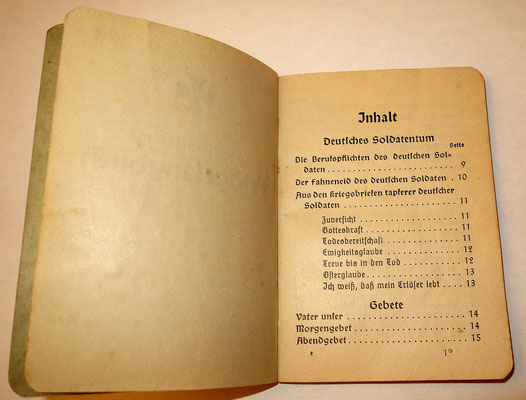 Inhalt
Deutsches Soldatentum
Seite
Die Berufspflichten des deutschen Sol-
daten . . . . . . . . . . . . . . . . . . . . 9
Der Fahneneid des deutschen Soldaten . 10
Aus den Kriegsbriefen tapferer deutscher
Soldaten . . . . . . . . . . . . . . . . . 11
Zuversicht . . . . . . . . . . . . . . . 11
Gotteskraft . . . . . . . . . . . . . . 11
Todesbereitschaft . . . . . . . . . . . 11
Ewigkeitsglaube . . . . . . . . . . . . 12
Treue bis in den Tod . . . . . . . . . 12
Osterglaube . . . . . . . . . . . . . . 13
Ich weiß, daß mein Erlöser lebt . . . . 13
Gebete
Vater unser . . . . . . . . . . . . . . . 14
Morgengebet . . . . . . . . . . . . . . . 14
Abendgebet . . . . . . . . . . . . . . . . 15